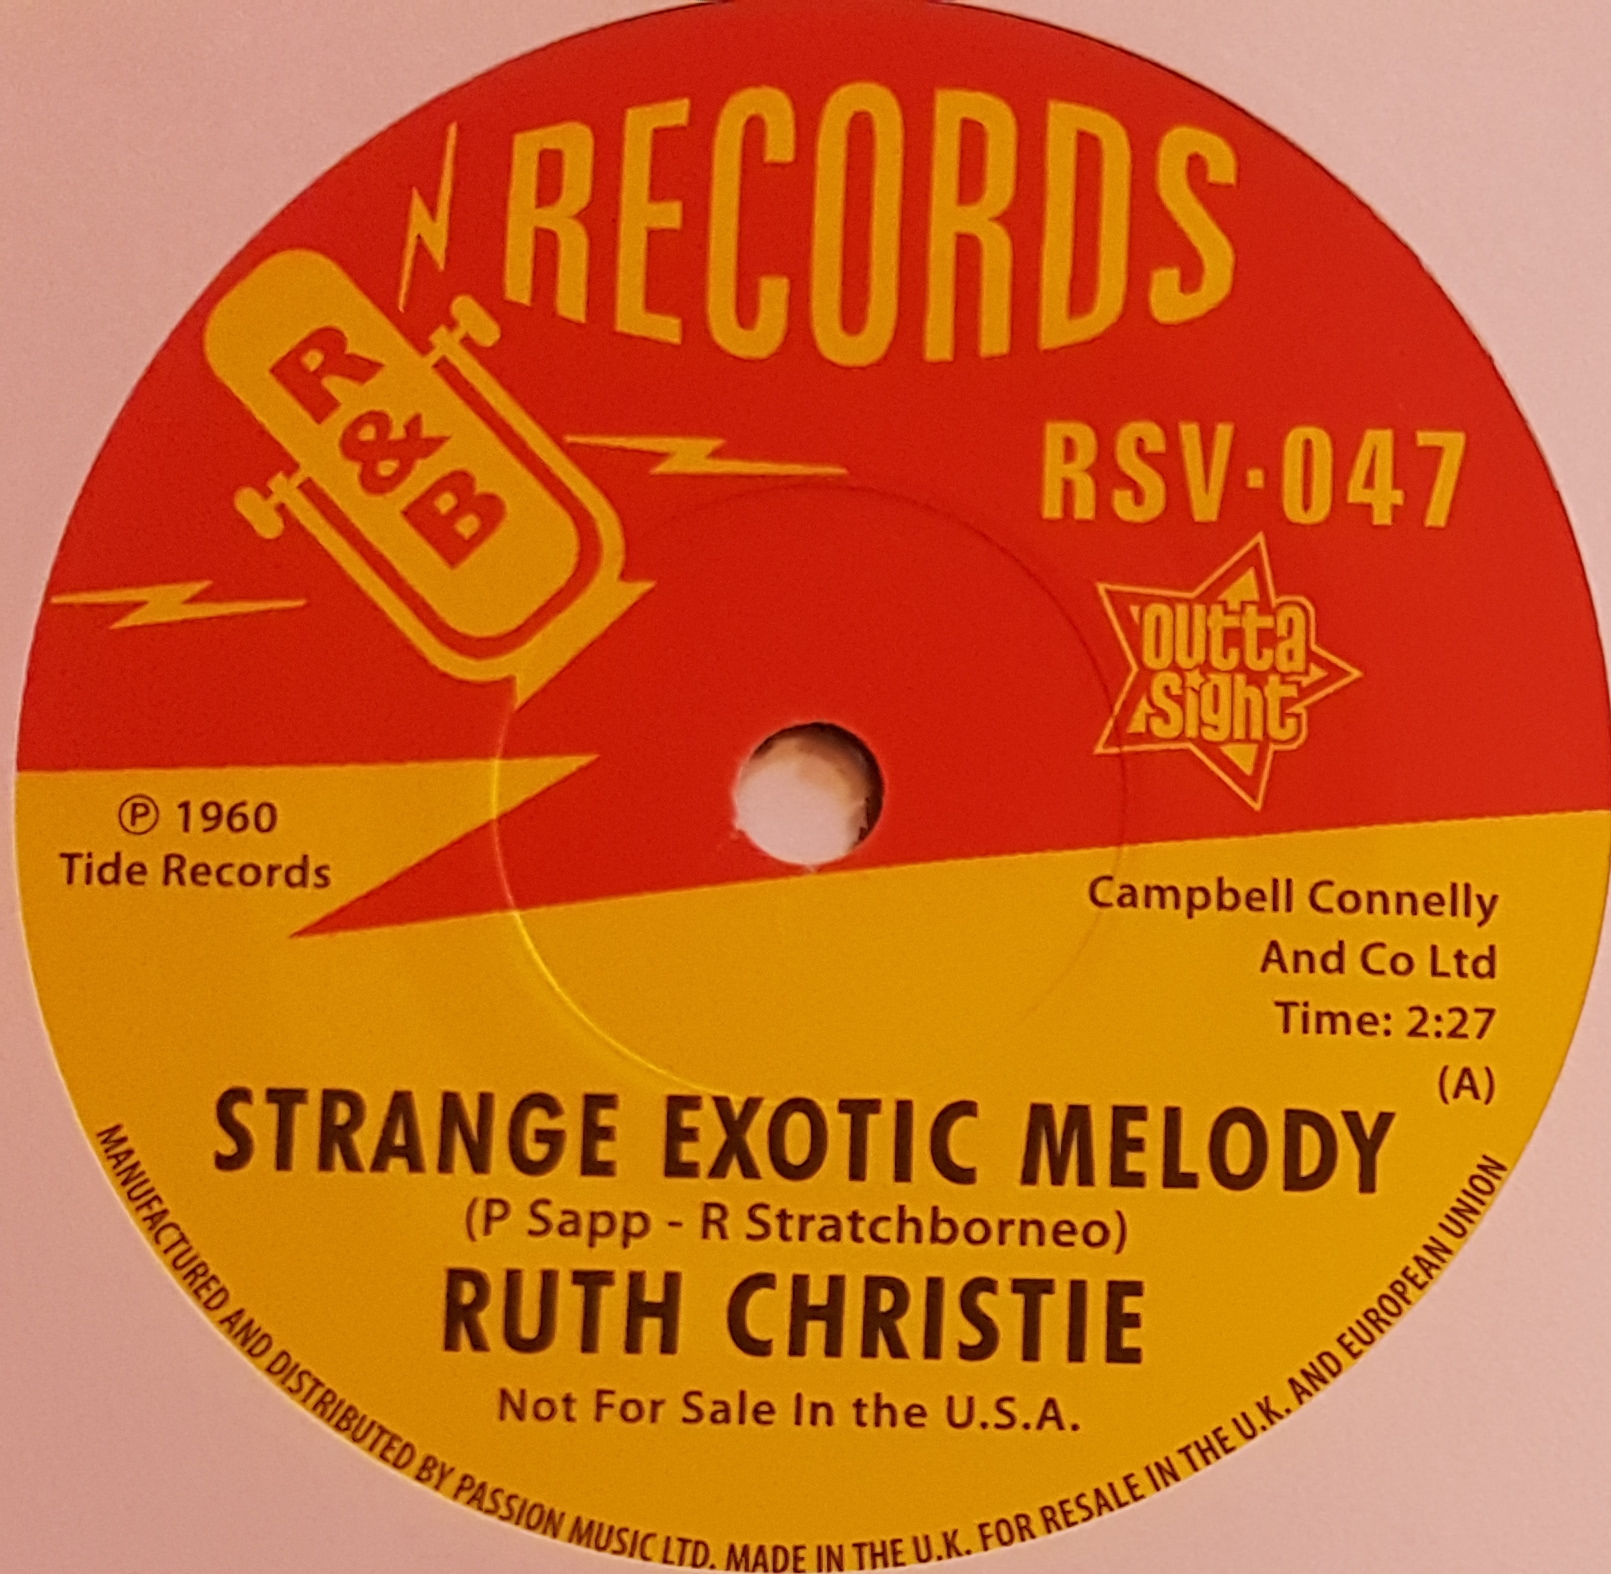 RECORDS
R
&
B
RSV·047
'outta
Sight
℗ 1960
Tide Records
Campbell Connelly
And Co Ltd
Time: 2:27
(A)
STRANGE EXOTIC MELODY
(P Sapp - R Stratchborneo)
RUTH CHRISTIE
Not For Sale In the U.S.A.
MANUFACTURED AND DISTRIBUTED BY PASSION MUSIC LTD. MADE IN THE U.K. FOR RESALE IN THE U.K. AND EUROPEAN UNION